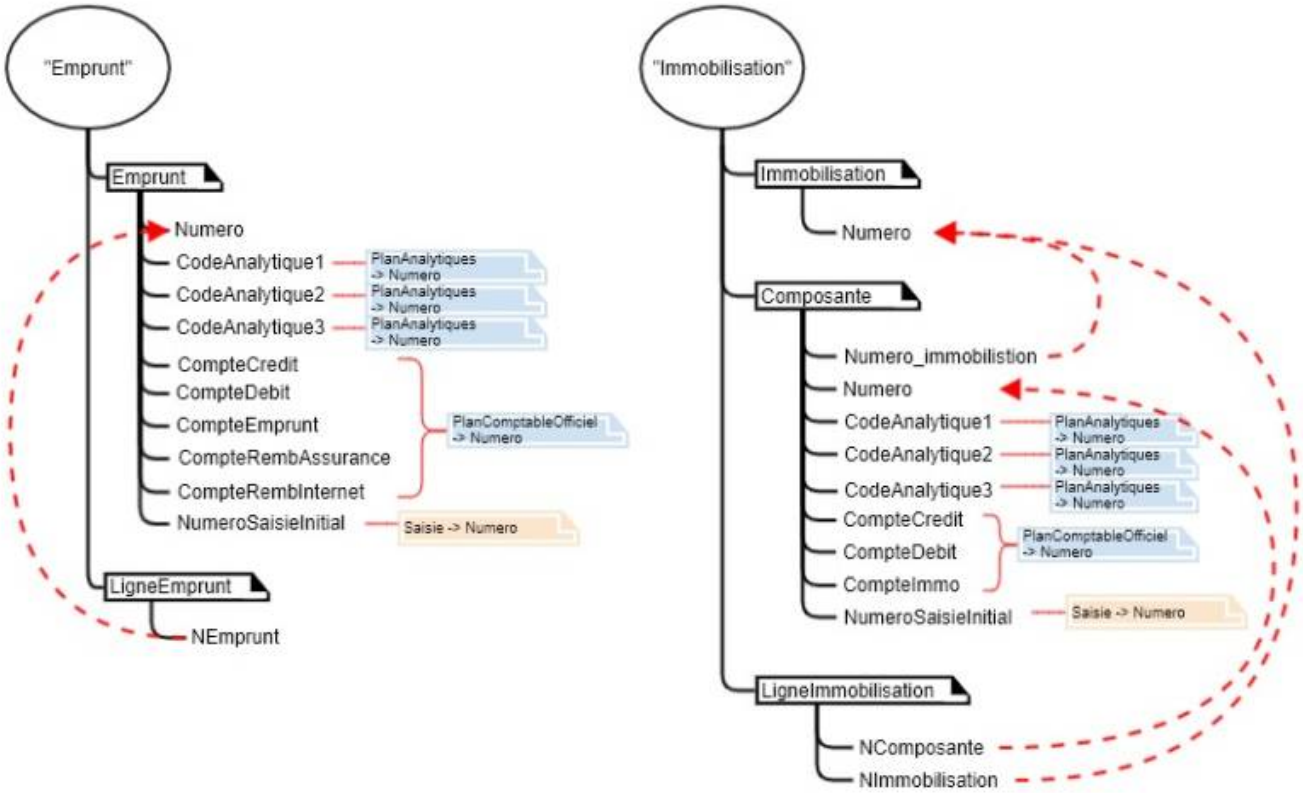 "Emprunt"
Emprunt
Numero
CodeAnalytique1
PlanAnalytiques
-> Numero
CodeAnalytique2
PlanAnalytiques
-> Numero
CodeAnalytique3
PlanAnalytiques
-> Numero
CompteCredit
CompteDebit
CompteEmprunt
CompteRembAssurance
CompteRembInternet
PlanComptableOfficiel
-> Numero
NumeroSaisieInitial
Saisie -> Numero
LigneEmprunt
NEmprunt
"Immobilisation"
Immobilisation
Numero
Composante
Numero_immobilistion
Numero
CodeAnalytique1
PlanAnalytiques
-> Numero
CodeAnalytique2
PlanAnalytiques
-> Numero
CodeAnalytique3
PlanAnalytiques
-> Numero
CompteCredit
CompteDebit
CompteImmo
PlanComptableOfficiel
-> Numero
NumeroSaisieInitial
Saisie -> Numero
LigneImmobilisation
NComposante
NImmobilisation